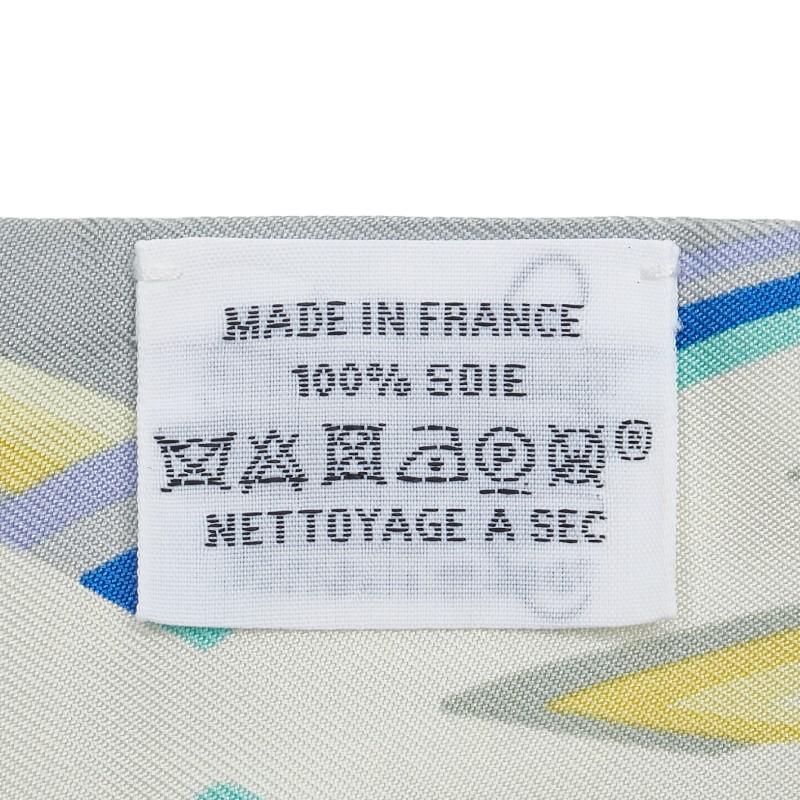 MADE IN FRANCE
100% SOIE
P ®
NETTOYAGE A SEC